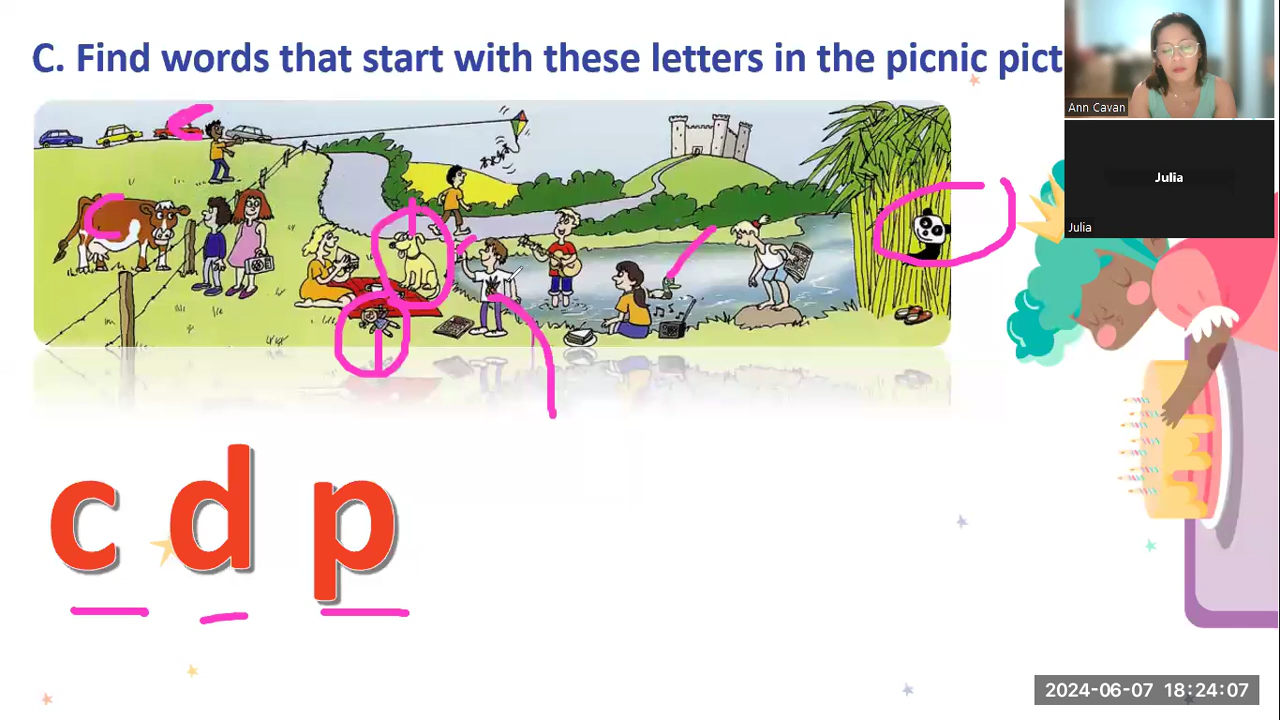 C. Find words that start with these letters in the picnic pict
Ann Cavan
Julia
Julia
c d p
2024-06-07 18:24:07